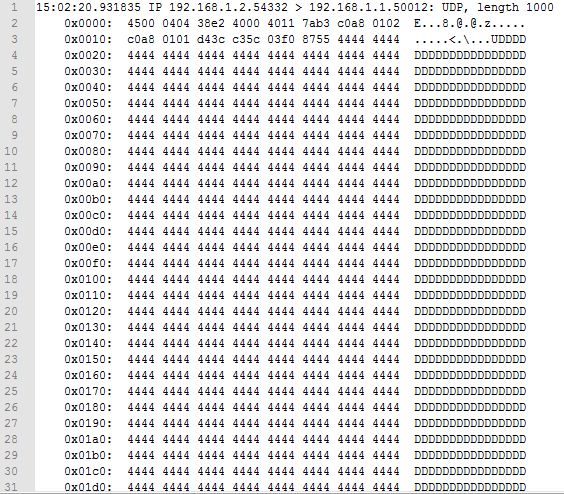 1 15:02:20.931835 IP 192.168.1.2.54332 > 192.168.1.1.50012: UDP, length 1000
2 0x0000: 4500 0404 38e2 4000 4011 7ab3 c0a8 0102 E...8.@.@.z.....
3 0x0010: c0a8 0101 d43c c35c 03f0 8755 4444 4444 .....<.\...UDDDD
4 0x0020: 4444 4444 4444 4444 4444 4444 4444 4444 DDDDDDDDDDDDDDDD
5 0x0030: 4444 4444 4444 4444 4444 4444 4444 4444 DDDDDDDDDDDDDDDD
6 0x0040: 4444 4444 4444 4444 4444 4444 4444 4444 DDDDDDDDDDDDDDDD
7 0x0050: 4444 4444 4444 4444 4444 4444 4444 4444 DDDDDDDDDDDDDDDD
8 0x0060: 4444 4444 4444 4444 4444 4444 4444 4444 DDDDDDDDDDDDDDDD
9 0x0070: 4444 4444 4444 4444 4444 4444 4444 4444 DDDDDDDDDDDDDDDD
10 0x0080: 4444 4444 4444 4444 4444 4444 4444 4444 DDDDDDDDDDDDDDDD
11 0x0090: 4444 4444 4444 4444 4444 4444 4444 4444 DDDDDDDDDDDDDDDD
12 0x00a0: 4444 4444 4444 4444 4444 4444 4444 4444 DDDDDDDDDDDDDDDD
13 0x00b0: 4444 4444 4444 4444 4444 4444 4444 4444 DDDDDDDDDDDDDDDD
14 0x00c0: 4444 4444 4444 4444 4444 4444 4444 4444 DDDDDDDDDDDDDDDD
15 0x00d0: 4444 4444 4444 4444 4444 4444 4444 4444 DDDDDDDDDDDDDDDD
16 0x00e0: 4444 4444 4444 4444 4444 4444 4444 4444 DDDDDDDDDDDDDDDD
17 0x00f0: 4444 4444 4444 4444 4444 4444 4444 4444 DDDDDDDDDDDDDDDD
18 0x0100: 4444 4444 4444 4444 4444 4444 4444 4444 DDDDDDDDDDDDDDDD
19 0x0110: 4444 4444 4444 4444 4444 4444 4444 4444 DDDDDDDDDDDDDDDD
20 0x0120: 4444 4444 4444 4444 4444 4444 4444 4444 DDDDDDDDDDDDDDDD
21 0x0130: 4444 4444 4444 4444 4444 4444 4444 4444 DDDDDDDDDDDDDDDD
22 0x0140: 4444 4444 4444 4444 4444 4444 4444 4444 DDDDDDDDDDDDDDDD
23 0x0150: 4444 4444 4444 4444 4444 4444 4444 4444 DDDDDDDDDDDDDDDD
24 0x0160: 4444 4444 4444 4444 4444 4444 4444 4444 DDDDDDDDDDDDDDDD
25 0x0170: 4444 4444 4444 4444 4444 4444 4444 4444 DDDDDDDDDDDDDDDD
26 0x0180: 4444 4444 4444 4444 4444 4444 4444 4444 DDDDDDDDDDDDDDDD
27 0x0190: 4444 4444 4444 4444 4444 4444 4444 4444 DDDDDDDDDDDDDDDD
28 0x01a0: 4444 4444 4444 4444 4444 4444 4444 4444 DDDDDDDDDDDDDDDD
29 0x01b0: 4444 4444 4444 4444 4444 4444 4444 4444 DDDDDDDDDDDDDDDD
30 0x01c0: 4444 4444 4444 4444 4444 4444 4444 4444 DDDDDDDDDDDDDDDD
31 0x01d0: 4444 4444 4444 4444 4444 4444 4444 4444 DDDDDDDDDDDDDDDD